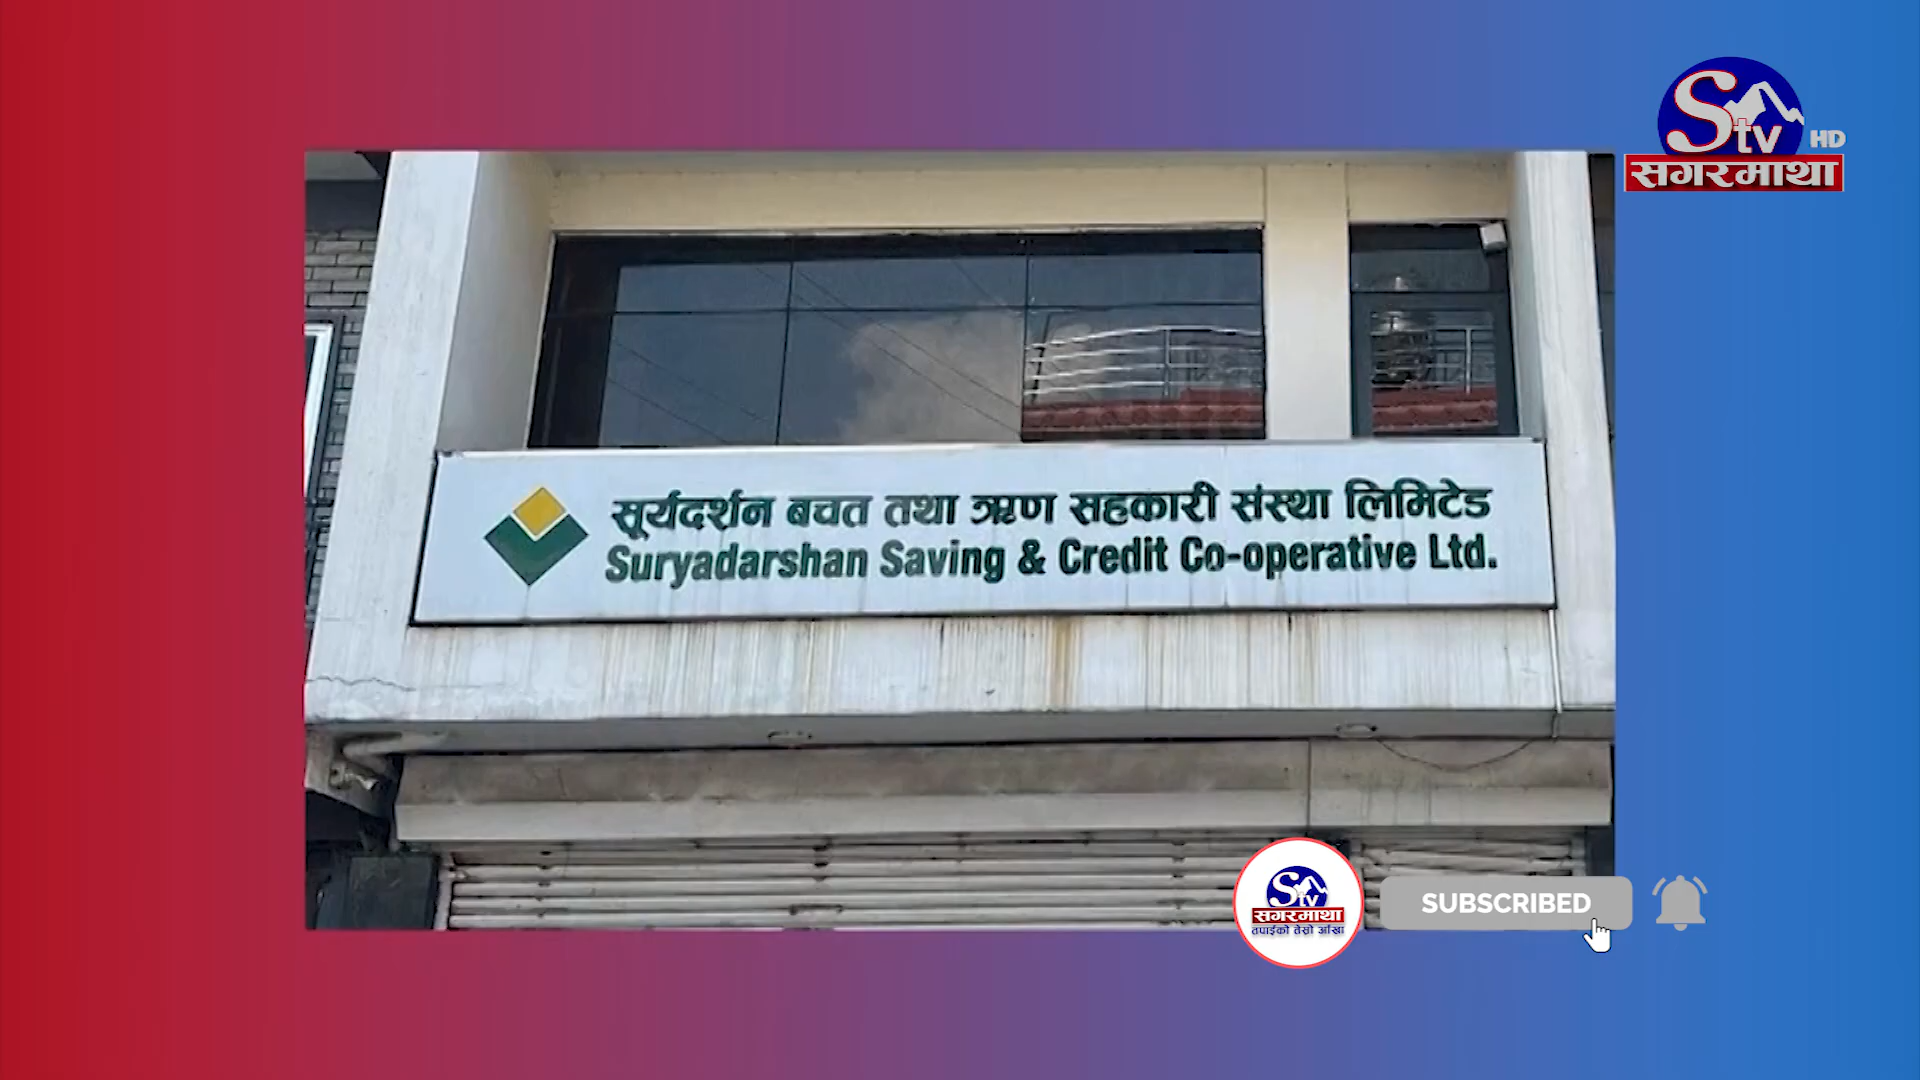 Stv HD
सगरमाथा
सूर्यदर्शन बचत तथा ऋण सहकारी संस्था लिमिटेड
Suryadarshan Saving & Credit Co-operative Ltd.
Stv
सगरमाथा
तपाईको तेस्रो आँखा
SUBSCRIBED